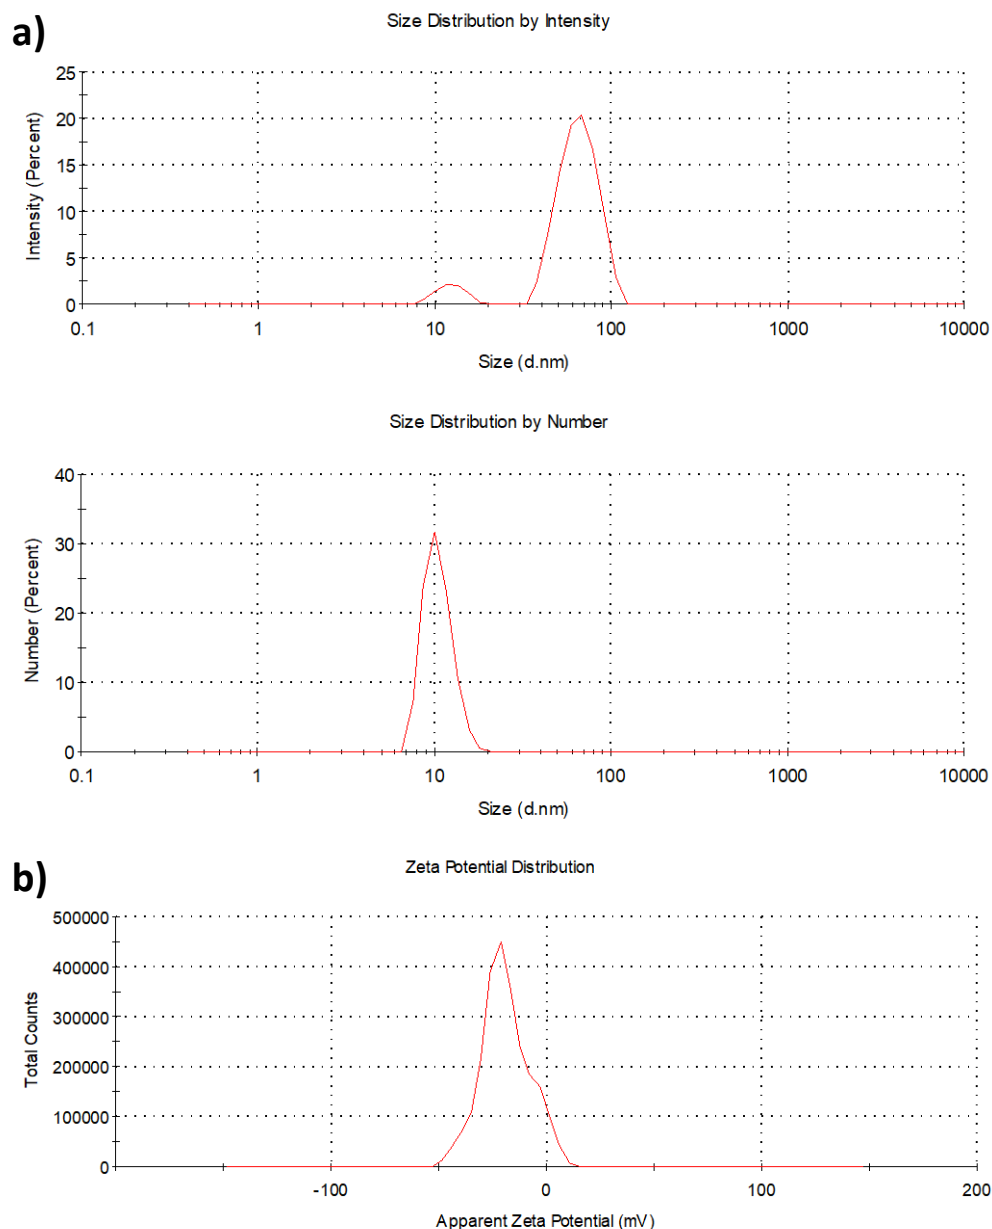 a)
Size Distribution by Intensity
Intensity (Percent)
25
20
15
10
5
0
0.1 1 10 100 1000 10000
Size (d.nm)
Size Distribution by Number
Number (Percent)
40
30
20
10
0
0.1 1 10 100 1000 10000
Size (d.nm)
b)
Zeta Potential Distribution
Total Counts
500000
400000
300000
200000
100000
0
-100 0 100 200
Apparent Zeta Potential (mV)